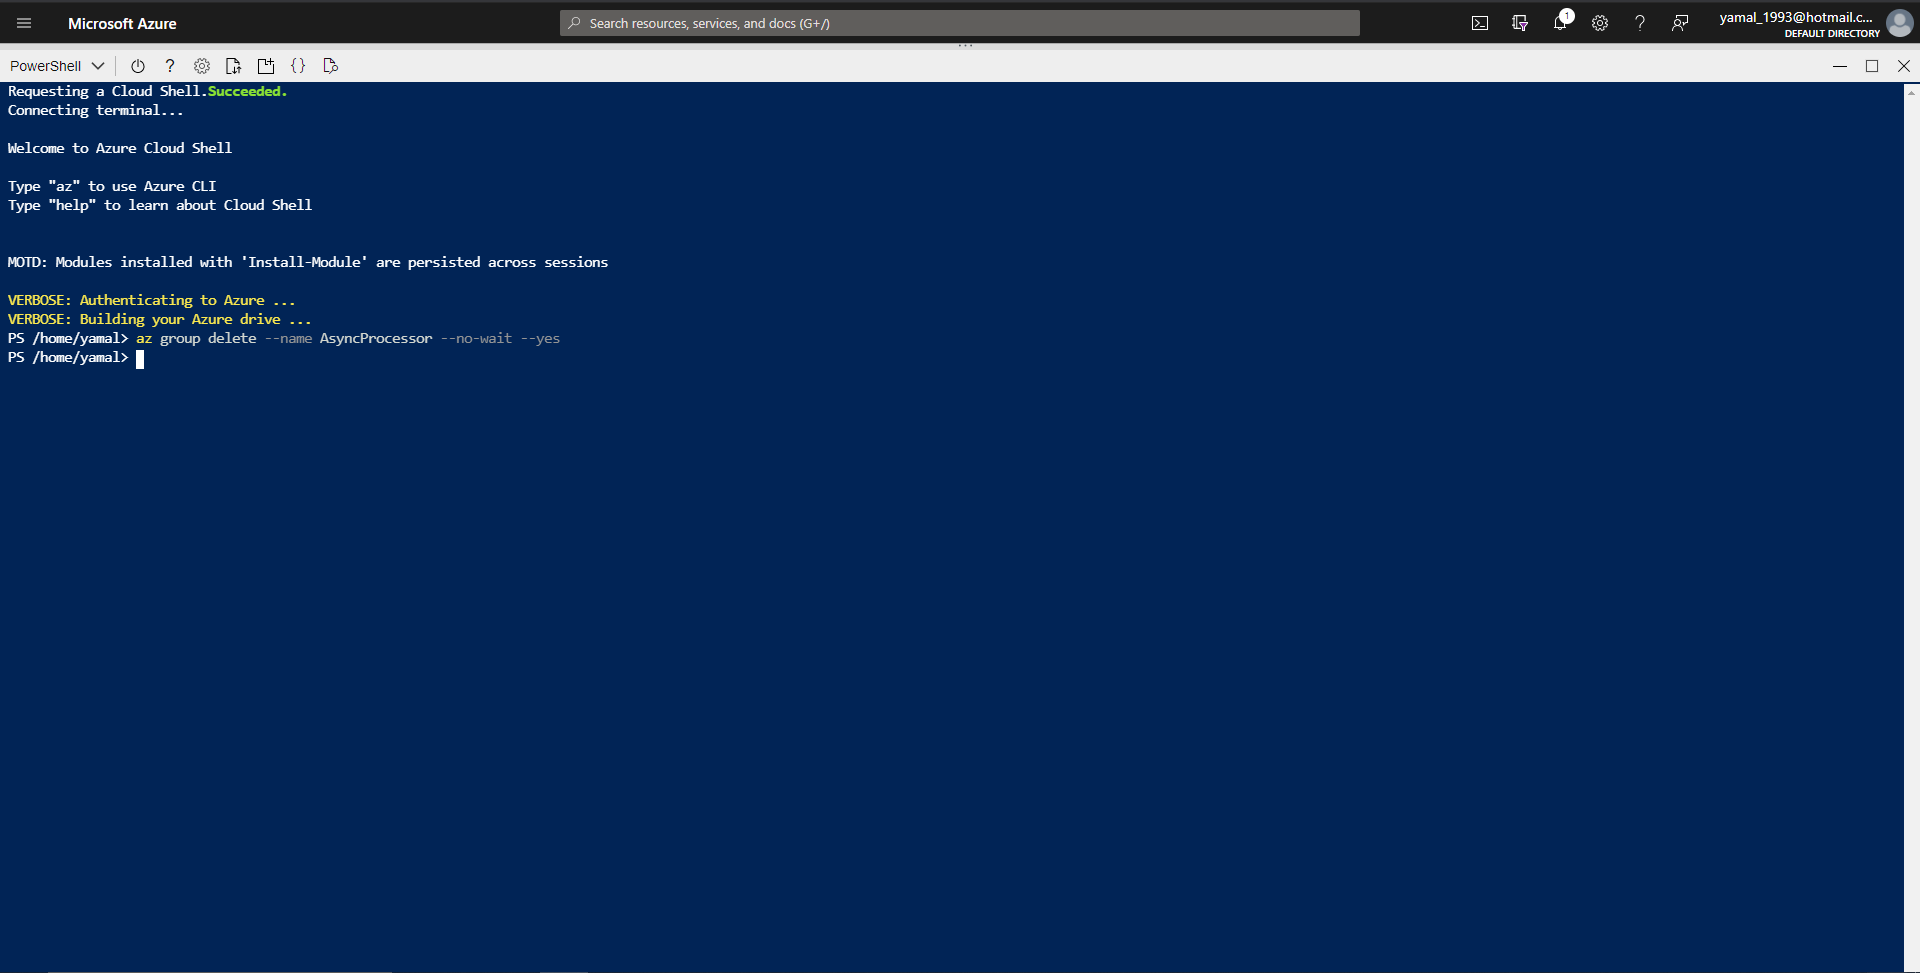 Microsoft Azure
Search resources, services, and docs (G+/)
1
yamal_1993@hotmail.c...
DEFAULT DIRECTORY
PowerShell
Requesting a Cloud Shell.Succeeded.
Connecting terminal...
Welcome to Azure Cloud Shell
Type "az" to use Azure CLI
Type "help" to learn about Cloud Shell
MOTD: Modules installed with 'Install-Module' are persisted across sessions
VERBOSE: Authenticating to Azure ...
VERBOSE: Building your Azure drive ...
PS /home/yamal> az group delete --name AsyncProcessor --no-wait --yes
PS /home/yamal>